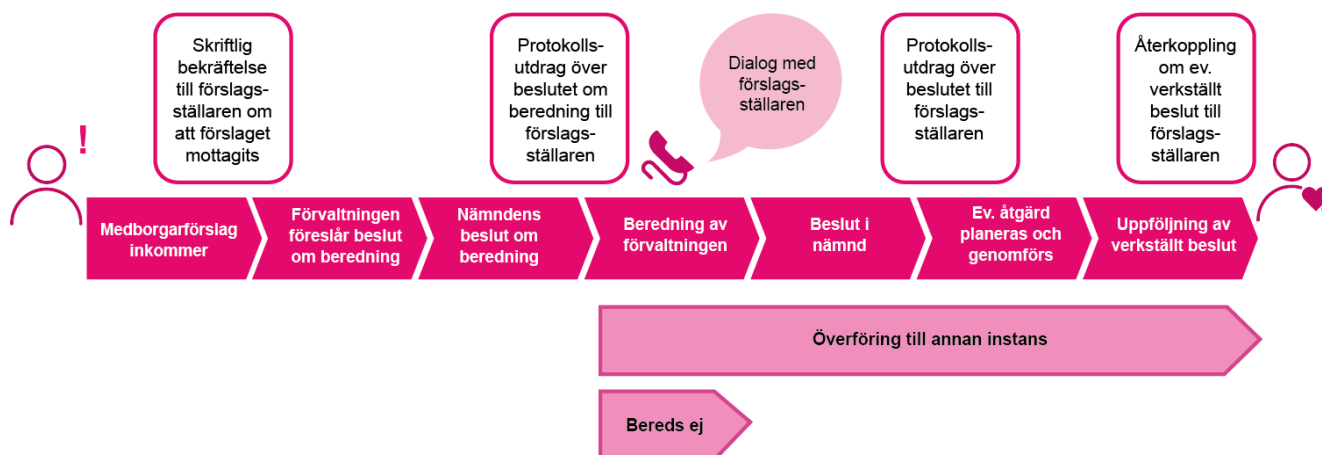 Skriftlig
bekräftelse
till förslags-
ställaren om
att förslaget
mottagits
Protokolls-
utdrag över
beslutet om
beredning till
förslags-
ställaren
Dialog med
förslags-
ställaren
Protokolls-
utdrag över
beslutet till
förslags-
ställaren
Återkoppling
om ev.
verkställt
beslut till
förslags-
ställaren
!
Medborgarförslag
inkommer
Förvaltningen
föreslår beslut
om beredning
Nämndens
beslut om
beredning
Beredning av
förvaltningen
Beslut i
nämnd
Ev. åtgärd
planeras och
genomförs
Uppföljning av
verkställt beslut
Överföring till annan instans
Bereds ej